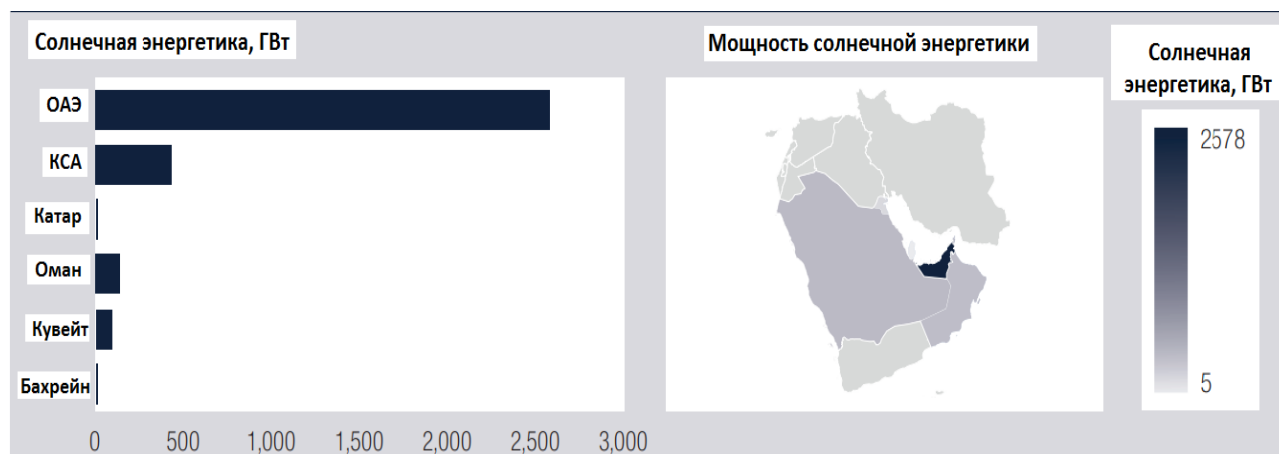 Солнечная энергетика, ГВт
ОАЭ
КСА
Катар
Оман
Кувейт
Бахрейн
0 500 1,000 1,500 2,000 2,500 3,000
Мощность солнечной энергетики
Солнечная
энергетика, ГВт
2578
5